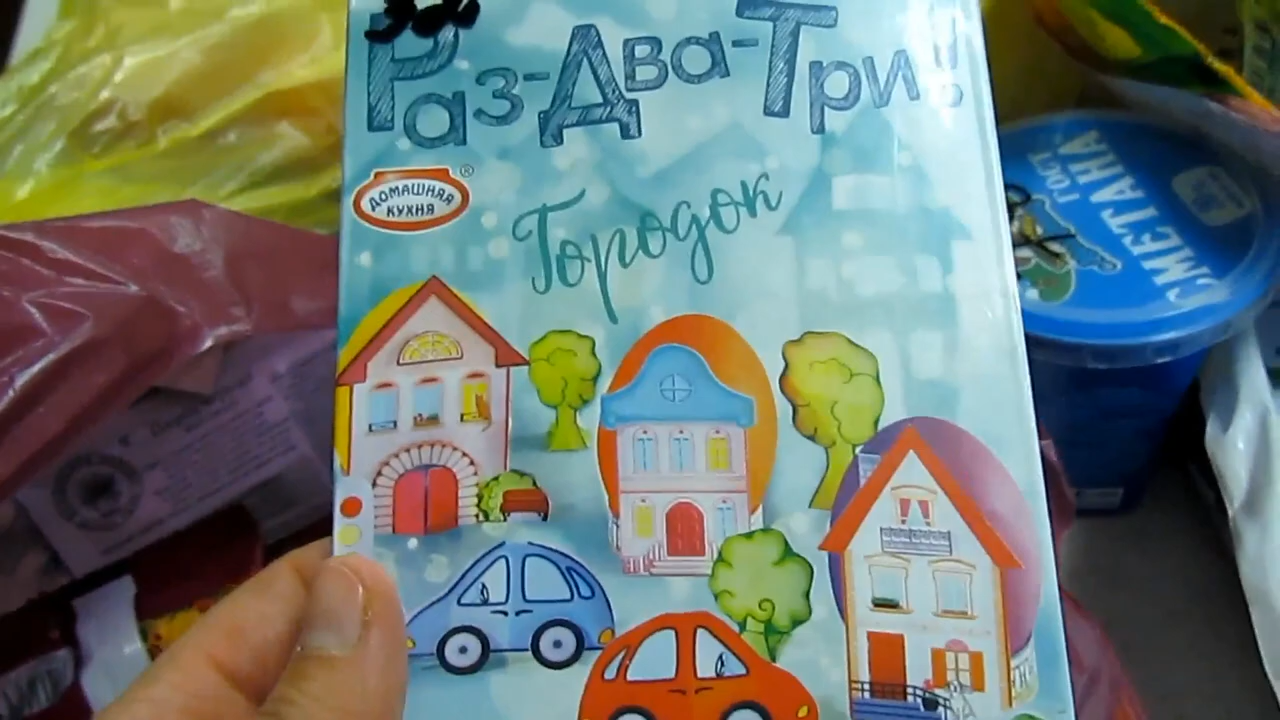 Раз-Два-Три!
ДОМАШНЯЯ
КУХНЯ
®
Городок
ГОСТ
СМЕТАНА